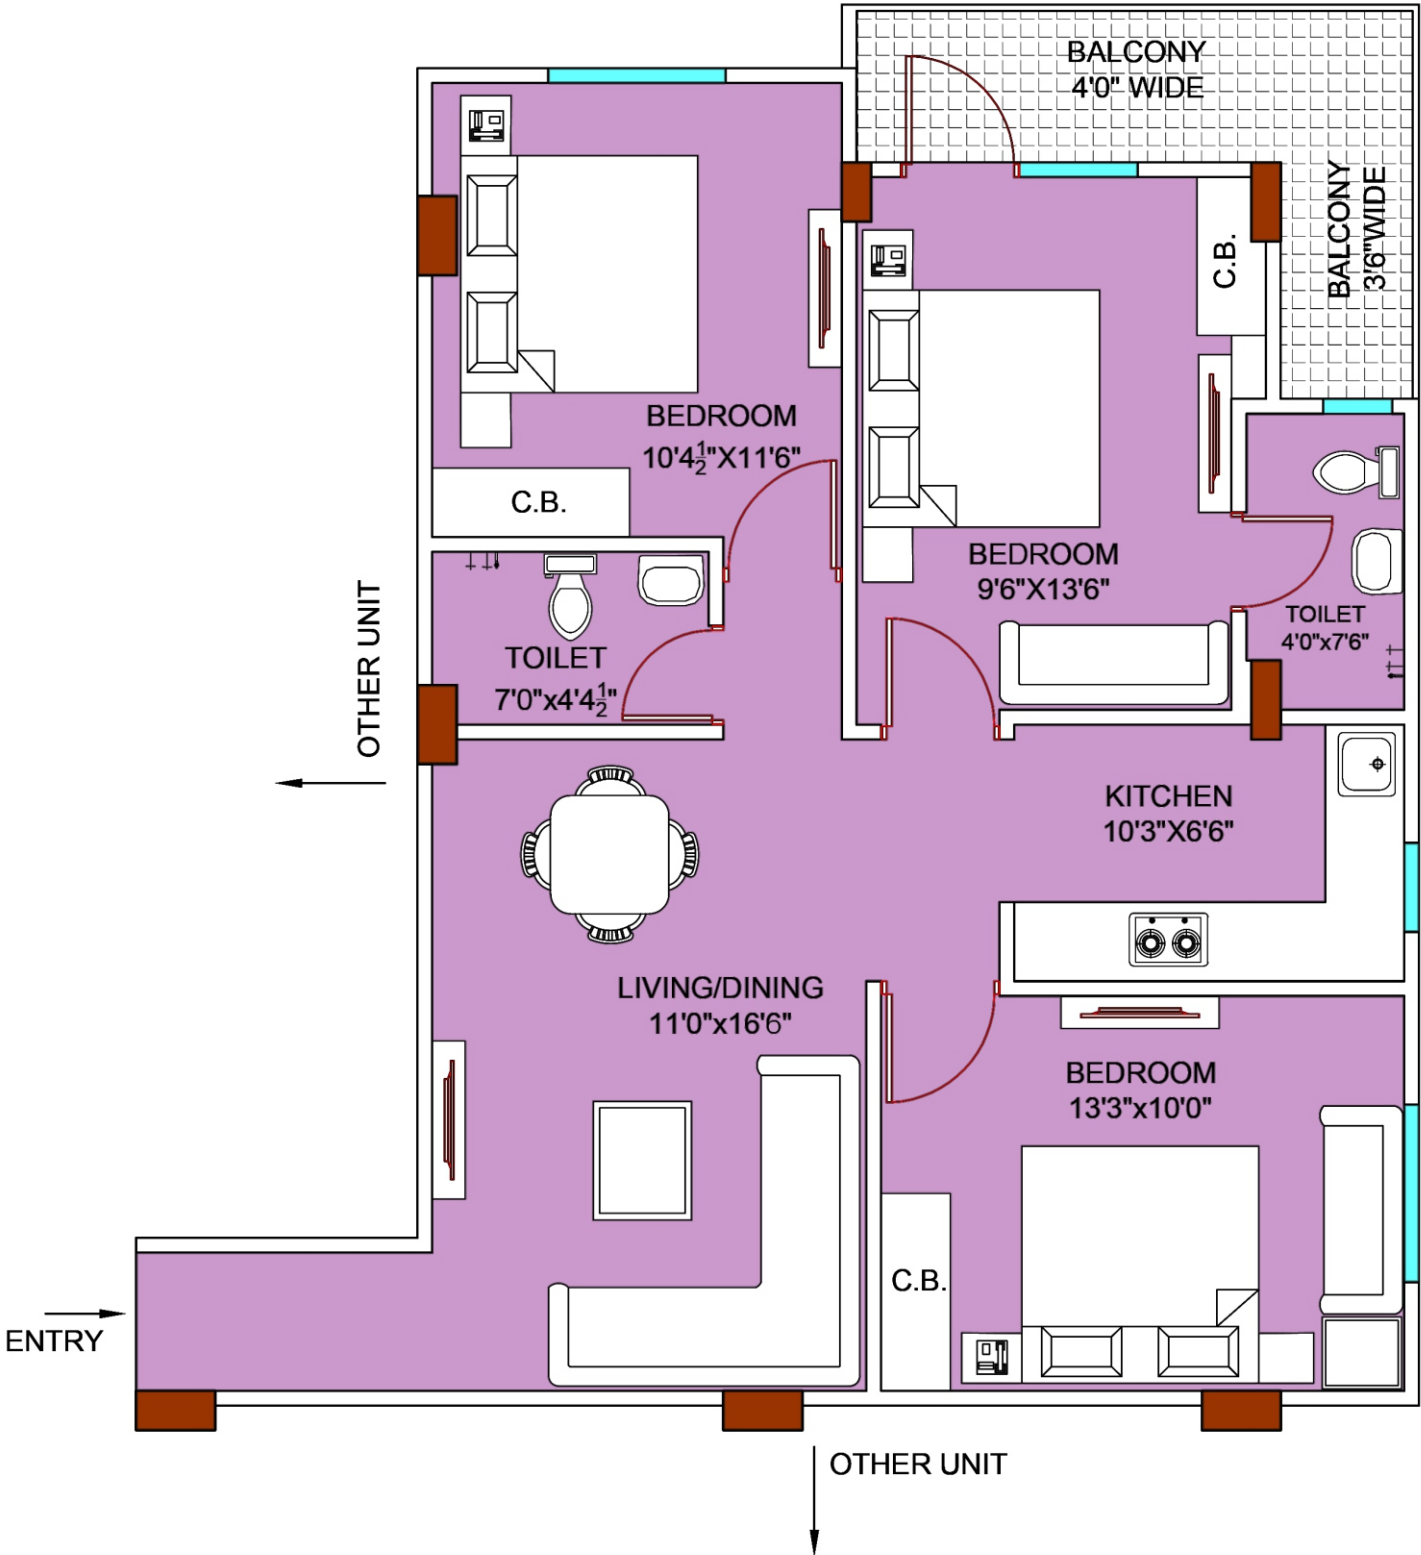 BALCONY
4'0" WIDE
BALCONY
3'6"WIDE
C.B.
BEDROOM
10'4½"X11'6"
C.B.
BEDROOM
9'6"X13'6"
TOILET
4'0"x7'6"
TOILET
7'0"x4'4½"
OTHER UNIT
KITCHEN
10'3"X6'6"
LIVING/DINING
11'0"x16'6"
BEDROOM
13'3"x10'0"
C.B.
ENTRY
OTHER UNIT